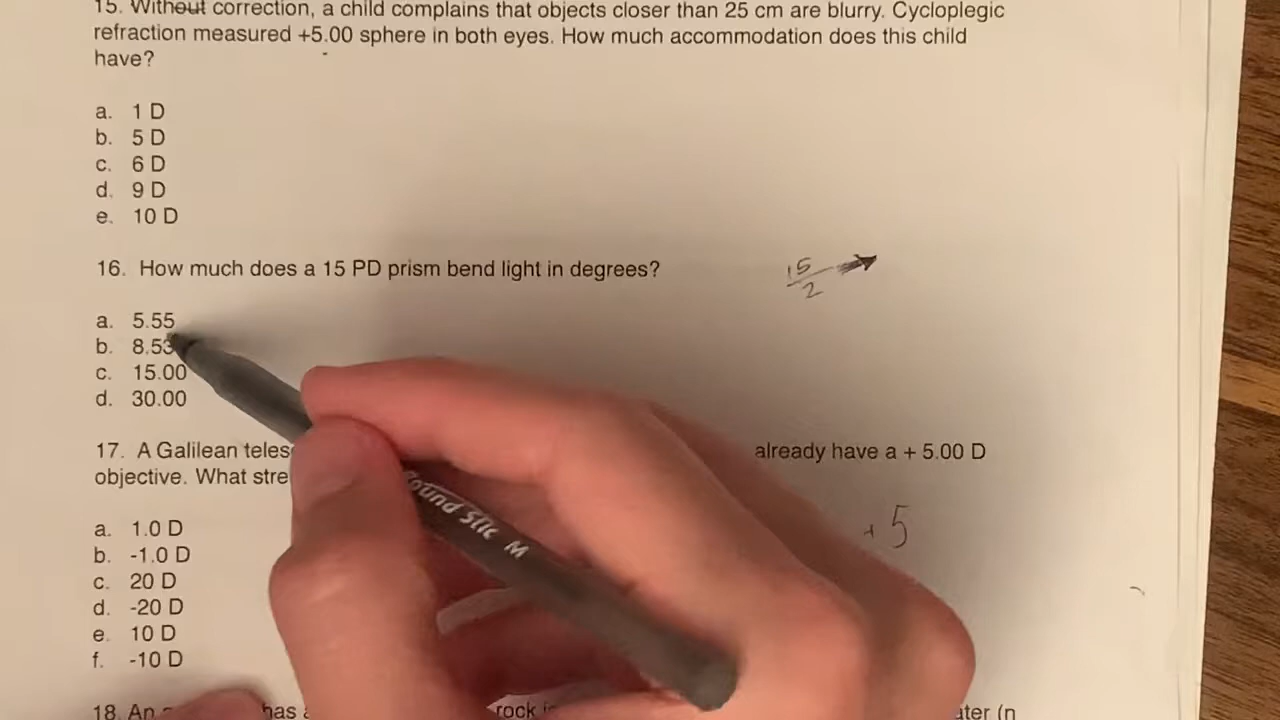 15. Without correction, a child complains that objects closer than 25 cm are blurry. Cycloplegic
refraction measured +5.00 sphere in both eyes. How much accommodation does this child
have?
a. 1 D
b. 5 D
c. 6 D
d. 9 D
e. 10 D
16. How much does a 15 PD prism bend light in degrees?
15
2
a. 5.55
b. 8.53
c. 15.00
d. 30.00
17. A Galilean already have a + 5.00 D
objective. What
+ 5
a. 1.0 D
b. -1.0 D
c. 20 D
d. -20 D
e. 10 D
f. -10 D
18. An has rock (n
Round Stic M